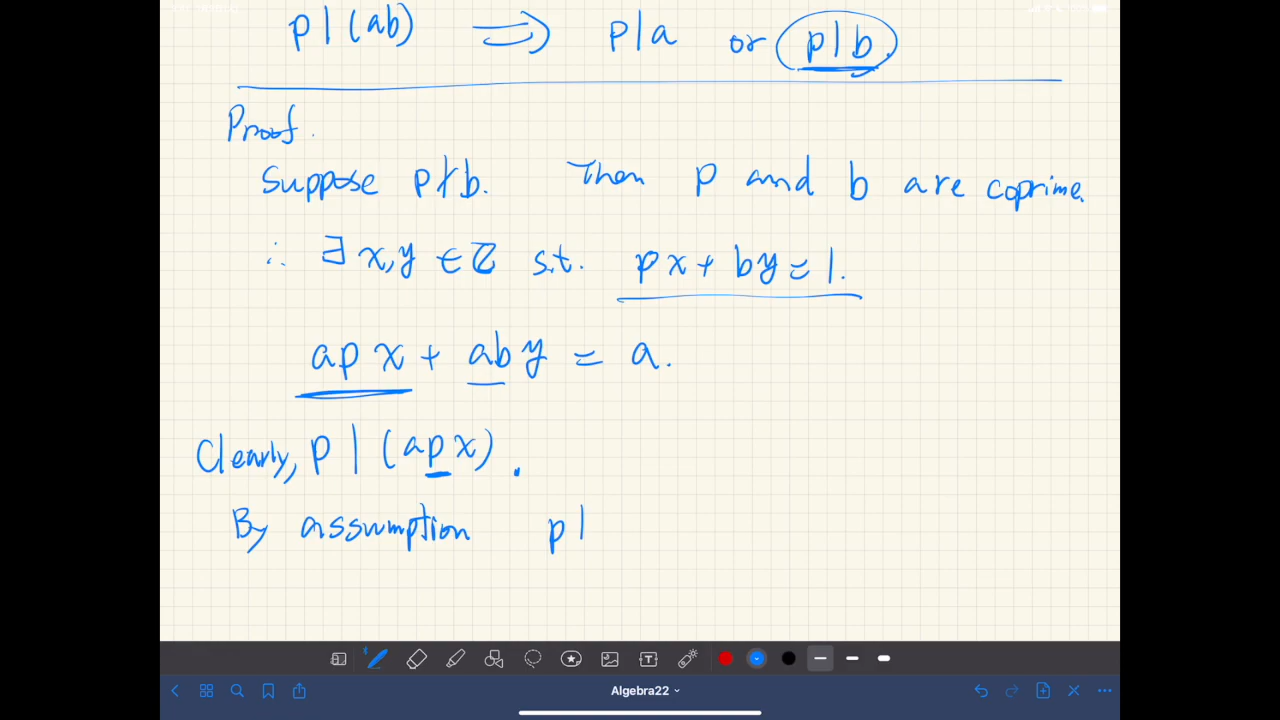 p | (ab) ⟹ p | a or p | b.
Proof.
Suppose p ∤ b. Then p and b are coprime.
∴ ∃ x, y ∈ ℤ s.t. px + by = 1.
apx + aby = a.
Clearly, p | (apx).
By assumption p |
Algebra22